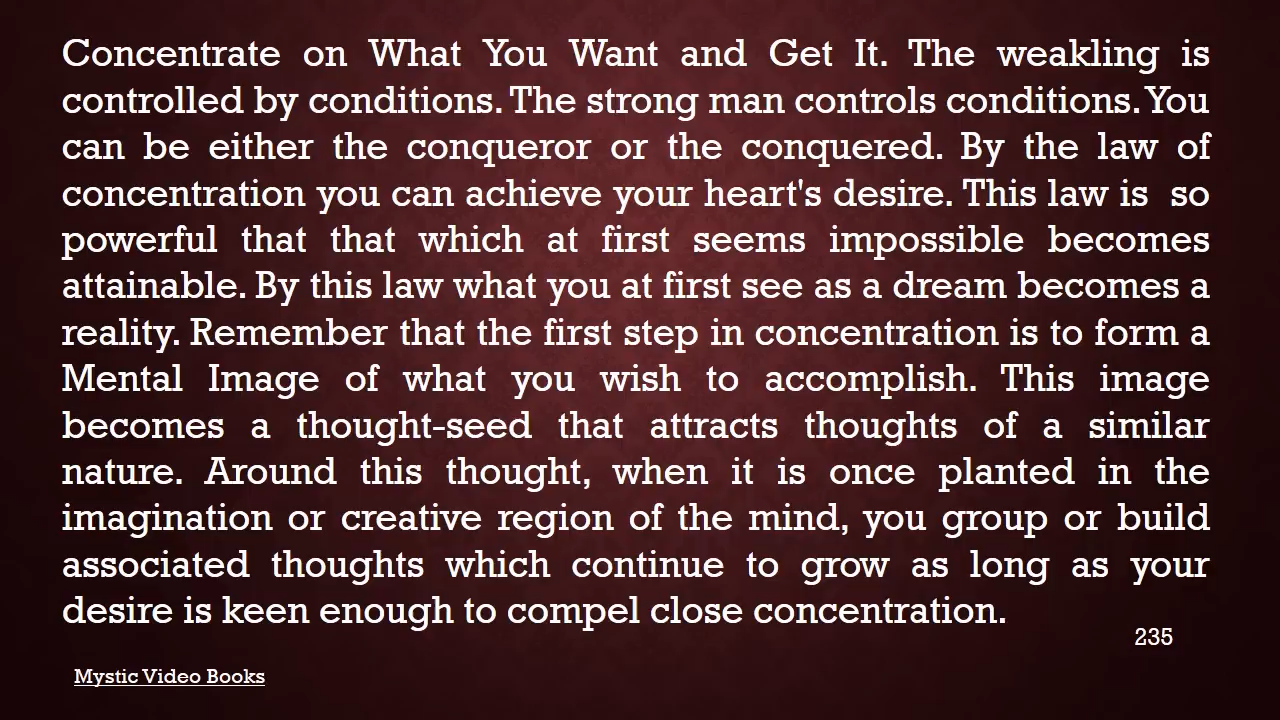 Concentrate on What You Want and Get It. The weakling is
controlled by conditions. The strong man controls conditions. You
can be either the conqueror or the conquered. By the law of
concentration you can achieve your heart's desire. This law is so
powerful that that which at first seems impossible becomes
attainable. By this law what you at first see as a dream becomes a
reality. Remember that the first step in concentration is to form a
Mental Image of what you wish to accomplish. This image
becomes a thought-seed that attracts thoughts of a similar
nature. Around this thought, when it is once planted in the
imagination or creative region of the mind, you group or build
associated thoughts which continue to grow as long as your
desire is keen enough to compel close concentration.
235
Mystic Video Books